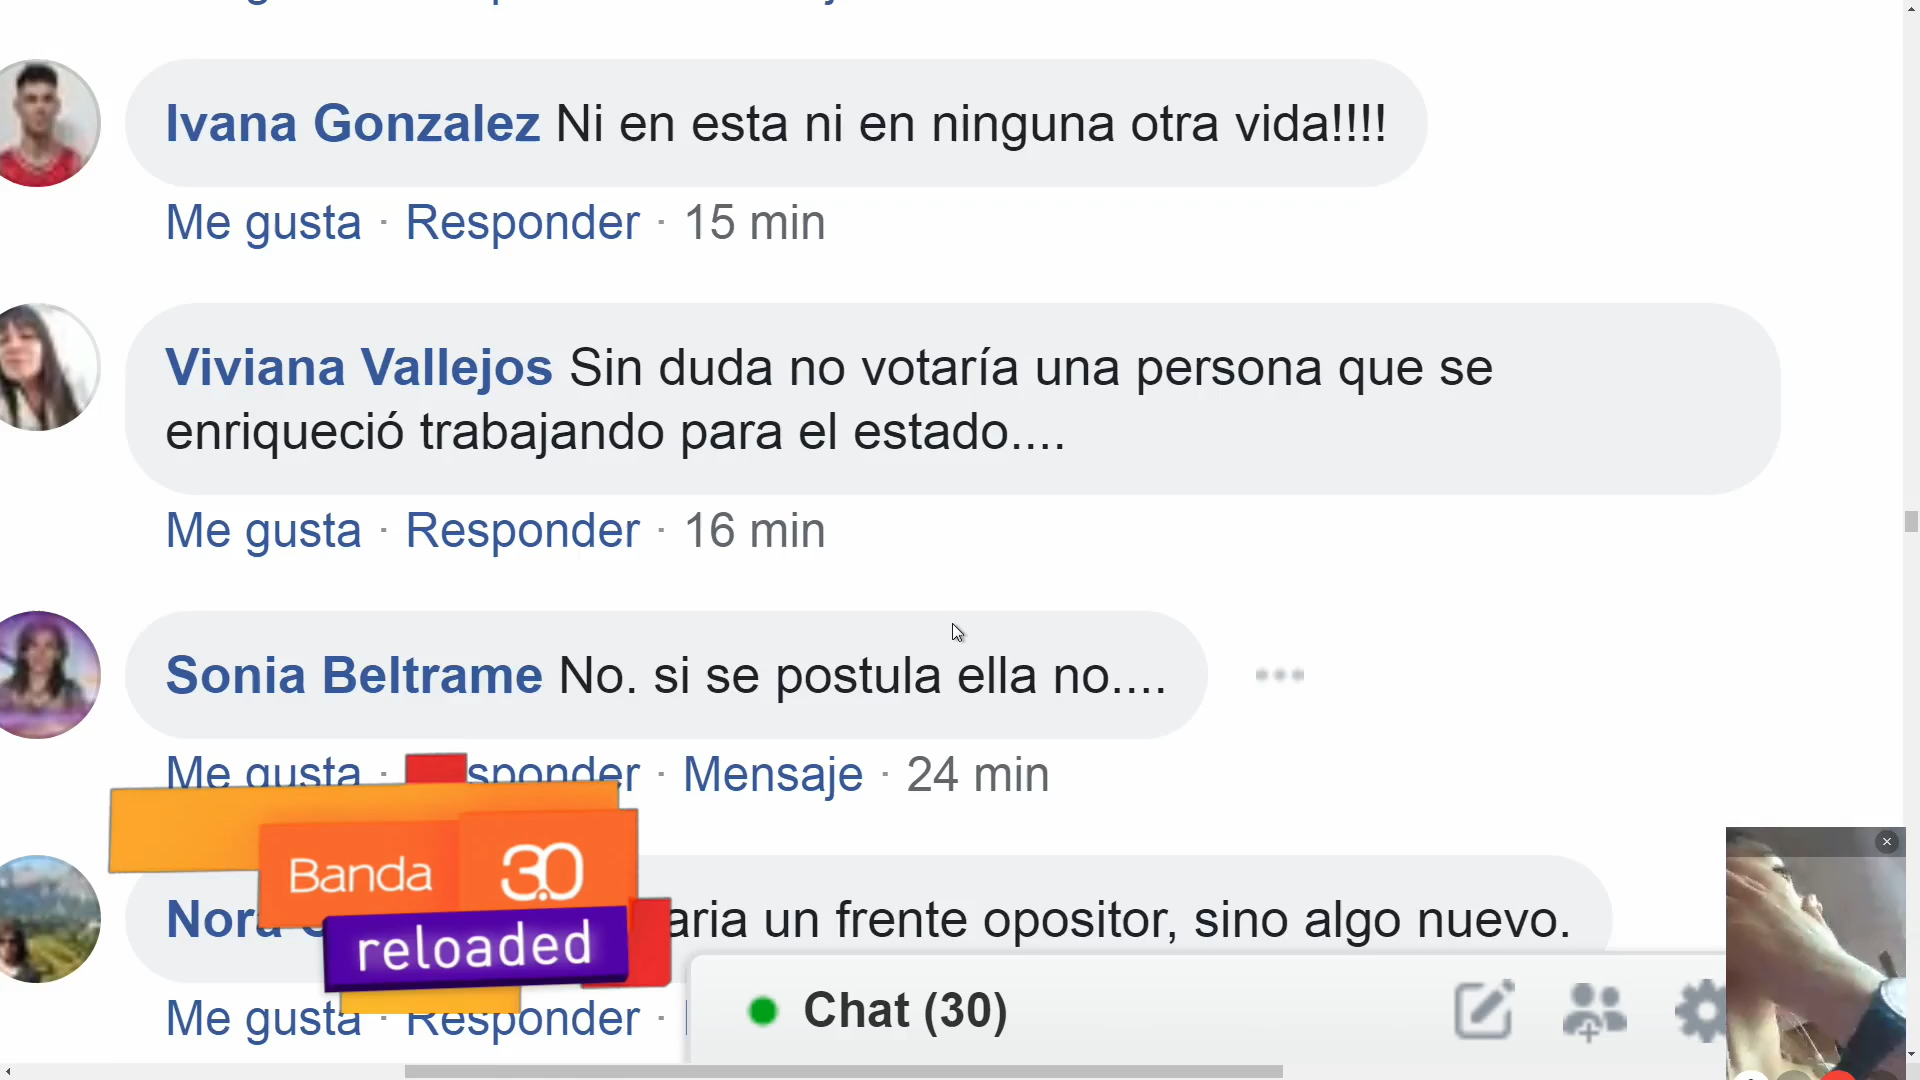 Ivana Gonzalez Ni en esta ni en ninguna otra vida!!!!
Me gusta · Responder · 15 min
Viviana Vallejos Sin duda no votaría una persona que se
enriqueció trabajando para el estado....
Me gusta · Responder · 16 min
Sonia Beltrame No. si se postula ella no....
Me gusta · Responder · Mensaje · 24 min
Banda 3.0
reloaded
Nora un frente opositor, sino algo nuevo.
Me gusta · Responder ·
Chat (30)